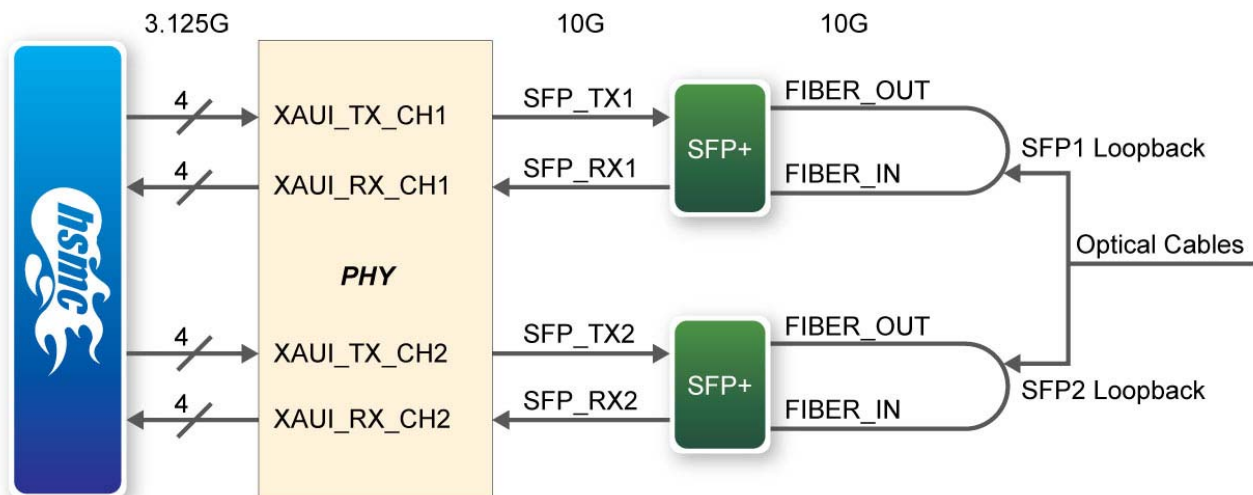 3.125G
10G
10G
hsmc
4
XAUI_TX_CH1
SFP_TX1
SFP+
FIBER_OUT
SFP1 Loopback
4
XAUI_RX_CH1
SFP_RX1
FIBER_IN
PHY
Optical Cables
4
XAUI_TX_CH2
SFP_TX2
SFP+
FIBER_OUT
SFP2 Loopback
4
XAUI_RX_CH2
SFP_RX2
FIBER_IN